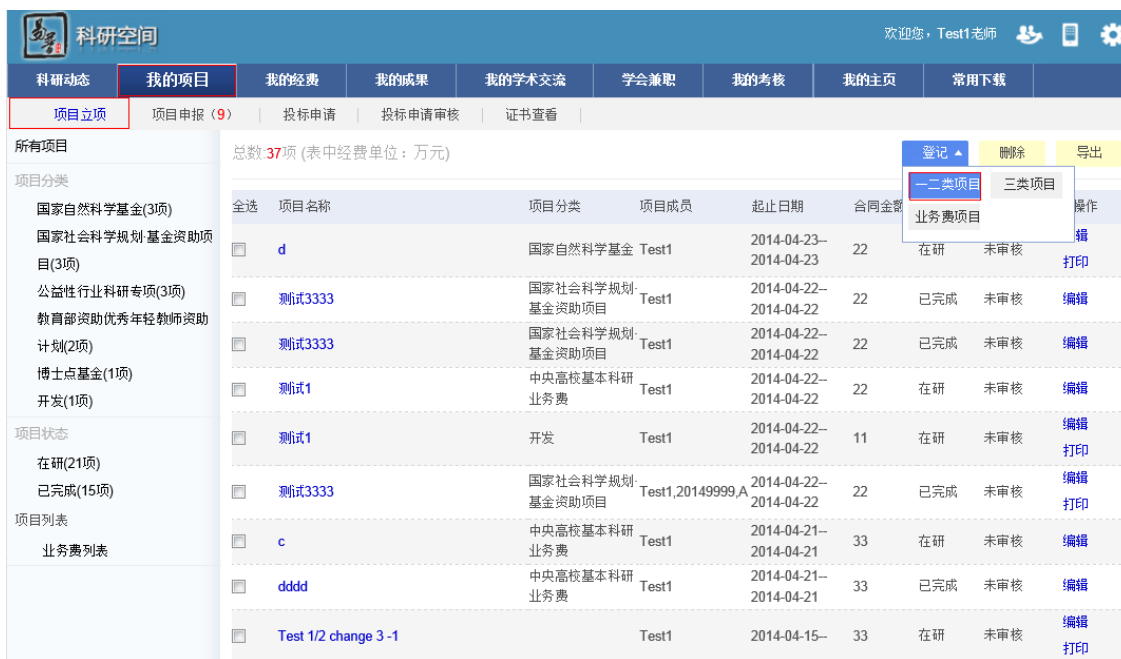 易寻 科研空间
欢迎您，Test1老师
科研动态 我的项目 我的经费 我的成果 我的学术交流 学会兼职 我的考核 我的主页 常用下载
项目立项 项目申报（9） 投标申请 投标申请审核 证书查看
所有项目
项目分类
国家自然科学基金(3项)
国家社会科学规划·基金资助项
目(3项)
公益性行业科研专项(3项)
教育部资助优秀年轻教师资助
计划(2项)
博士点基金(1项)
开发(1项)
项目状态
在研(21项)
已完成(15项)
项目列表
业务费列表
总数:37项 (表中经费单位：万元)
登记 删除 导出
一二类项目 三类项目
业务费项目
全选 项目名称 项目分类 项目成员 起止日期 合同金额 操作
d 国家自然科学基金 Test1 2014-04-23-- 22 在研 未审核 辑
2014-04-23 打印
测试3333 国家社会科学规划· Test1 2014-04-22-- 22 已完成 未审核 编辑
基金资助项目 2014-04-22
测试3333 国家社会科学规划· Test1 2014-04-22-- 22 已完成 未审核 编辑
基金资助项目 2014-04-22
测试1 中央高校基本科研 Test1 2014-04-22-- 22 在研 未审核 编辑
业务费 2014-04-22
测试1 开发 Test1 2014-04-22-- 11 在研 未审核 编辑
2014-04-22 打印
测试3333 国家社会科学规划· Test1,20149999,A 2014-04-22-- 22 已完成 未审核 编辑
基金资助项目 2014-04-22 打印
c 中央高校基本科研 Test1 2014-04-21-- 33 在研 未审核 编辑
业务费 2014-04-21
dddd 中央高校基本科研 Test1 2014-04-21-- 33 已完成 未审核 编辑
业务费 2014-04-21
Test 1/2 change 3 -1 Test1 2014-04-15-- 33 在研 未审核 编辑
打印